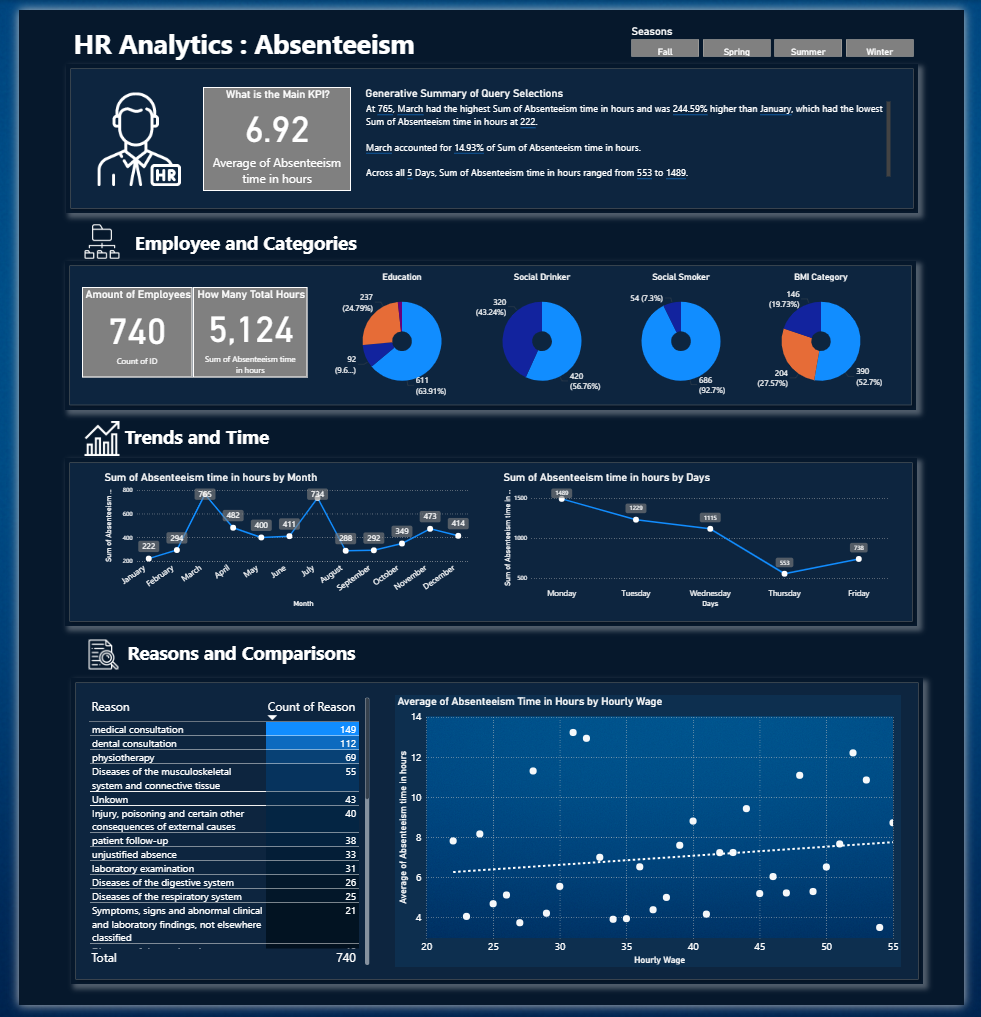 HR Analytics : Absenteeism
Seasons
Fall
Spring
Summer
Winter
HR
What is the Main KPI?
6.92
Average of Absenteeism
time in hours
Generative Summary of Query Selections
At 765, March had the highest Sum of Absenteeism time in hours and was 244.59% higher than January, which had the lowest
Sum of Absenteeism time in hours at 222.
March accounted for 14.93% of Sum of Absenteeism time in hours.
Across all 5 Days, Sum of Absenteeism time in hours ranged from 553 to 1489.
Employee and Categories
Amount of Employees
740
Count of ID
How Many Total Hours
5,124
Sum of Absenteeism time
in hours
Education
237
(24.79%)
92
(9.6...)
611
(63.91%)
Social Drinker
320
(43.24%)
420
(56.76%)
Social Smoker
54 (7.3%)
686
(92.7%)
BMI Category
146
(19.73%)
204
(27.57%)
390
(52.7%)
Trends and Time
Sum of Absenteeism time in hours by Month
Sum of Absenteeism ...
800
600
400
200
222
294
765
482
400
411
734
288
292
349
473
414
January
February
March
April
May
June
July
August
September
October
November
December
Month
Sum of Absenteeism time in hours by Days
Sum of Absenteeism time in ...
1500
1000
500
1489
1229
1115
553
738
Monday
Tuesday
Wednesday
Thursday
Friday
Days
Reasons and Comparisons
Reason Count of Reason
medical consultation 149
dental consultation 112
physiotherapy 69
Diseases of the musculoskeletal 55
system and connective tissue
Unkown 43
Injury, poisoning and certain other 40
consequences of external causes
patient follow-up 38
unjustified absence 33
laboratory examination 31
Diseases of the digestive system 26
Diseases of the respiratory system 25
Symptoms, signs and abnormal clinical 21
and laboratory findings, not elsewhere
classified
Total 740
Average of Absenteeism Time in Hours by Hourly Wage
Average of Absenteeism time in hours
14
12
10
8
6
4
20
25
30
35
40
45
50
55
Hourly Wage